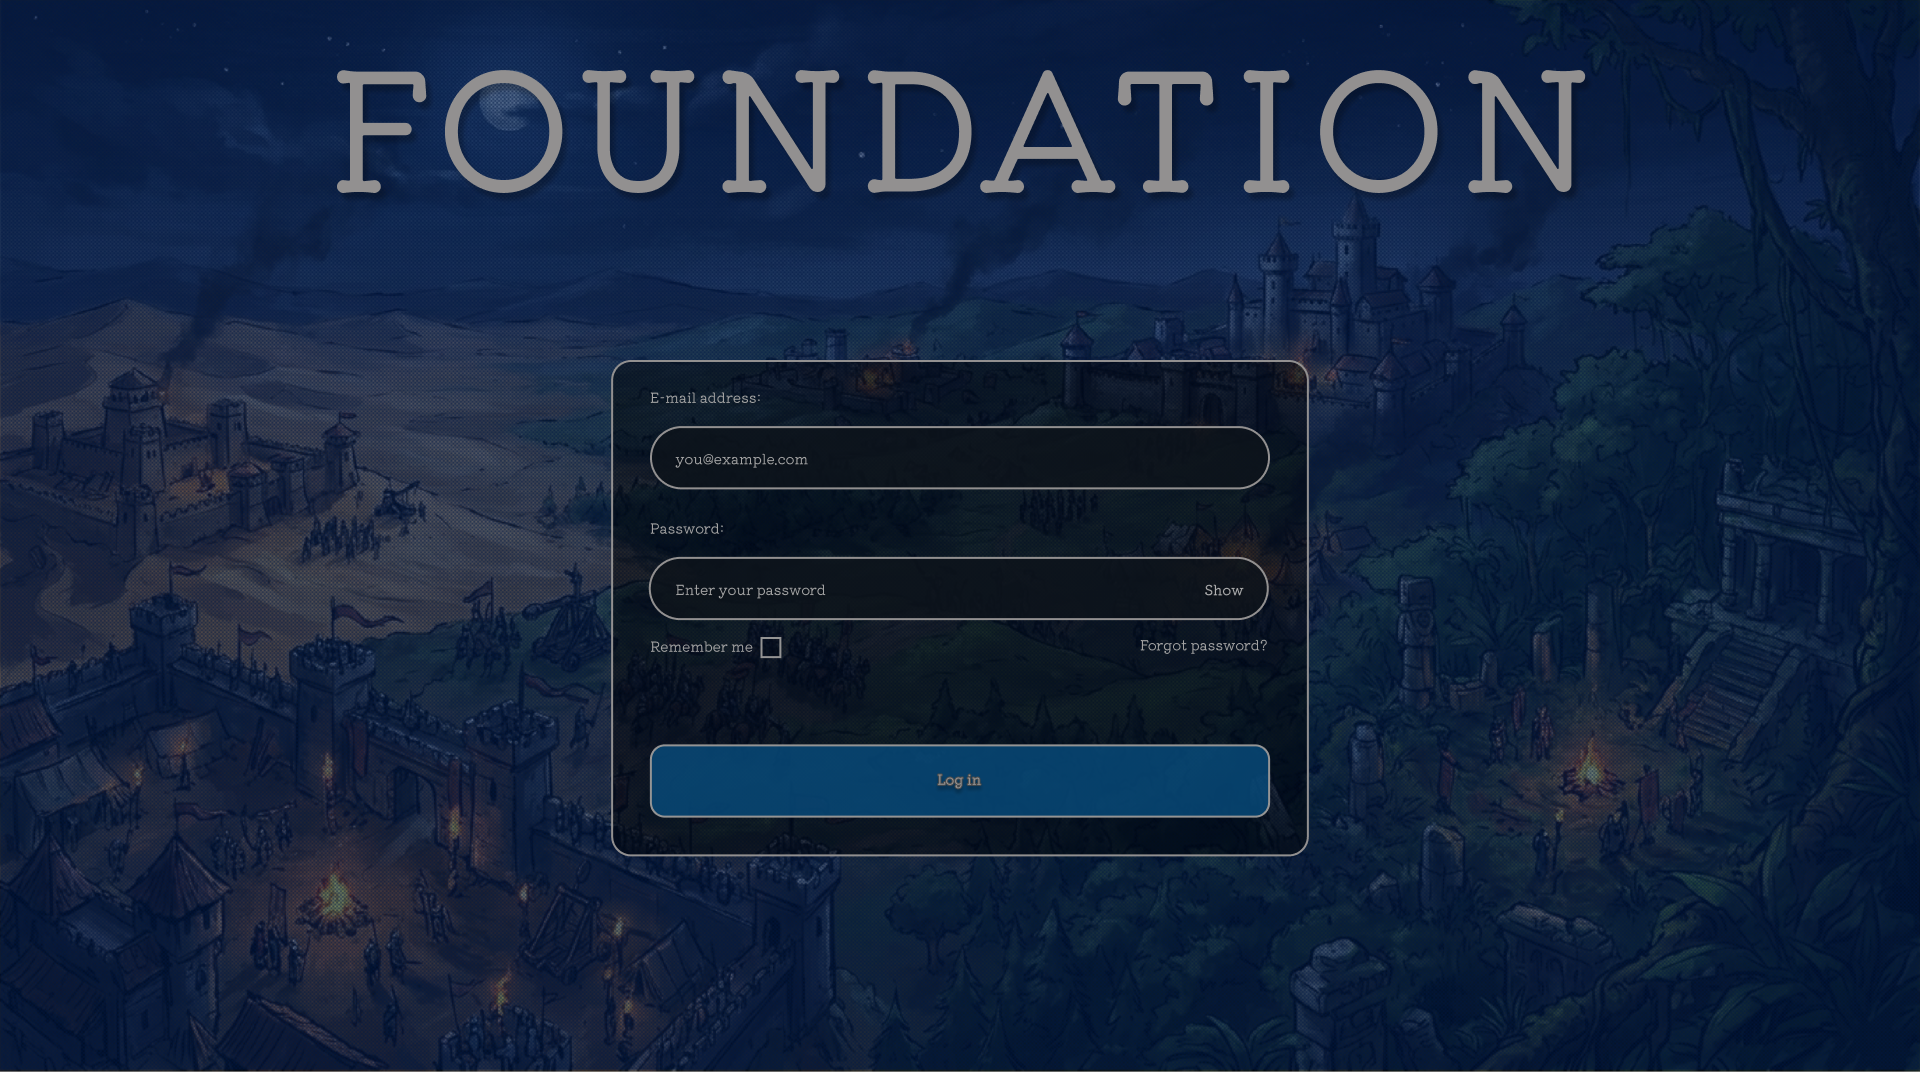 FOUNDATION
E-mail address:
you@example.com
Password:
Enter your password
Show
Remember me
Forgot password?
Log in